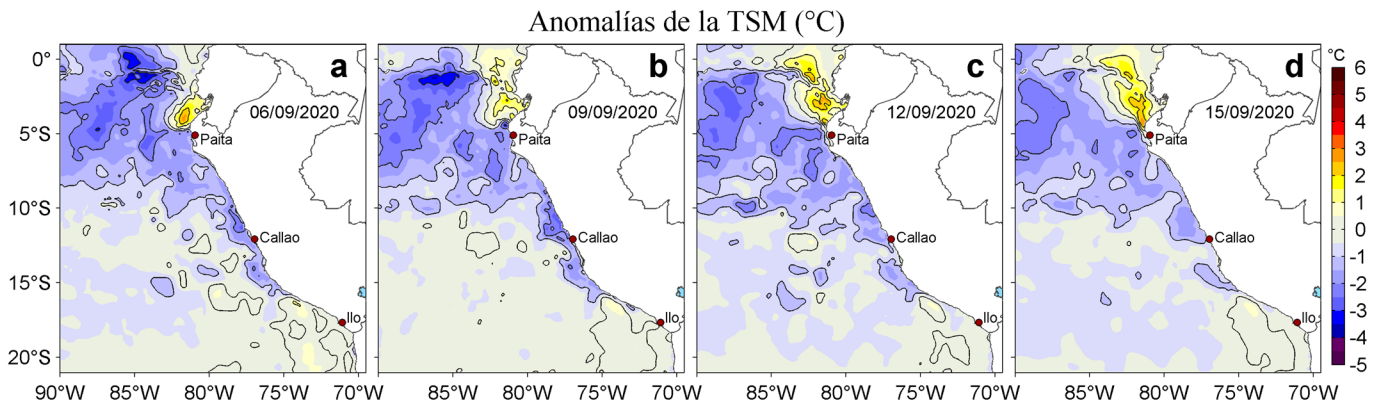 Anomalías de la TSM (°C)
0°
5°S
10°S
15°S
20°S
a
06/09/2020
Paita
Callao
Ilo
90°W
85°W
80°W
75°W
70°W
b
09/09/2020
Paita
Callao
Ilo
85°W
80°W
75°W
70°W
c
12/09/2020
Paita
Callao
Ilo
85°W
80°W
75°W
70°W
d
15/09/2020
Paita
Callao
Ilo
85°W
80°W
75°W
70°W
°C
6
5
4
3
2
1
0
-1
-2
-3
-4
-5